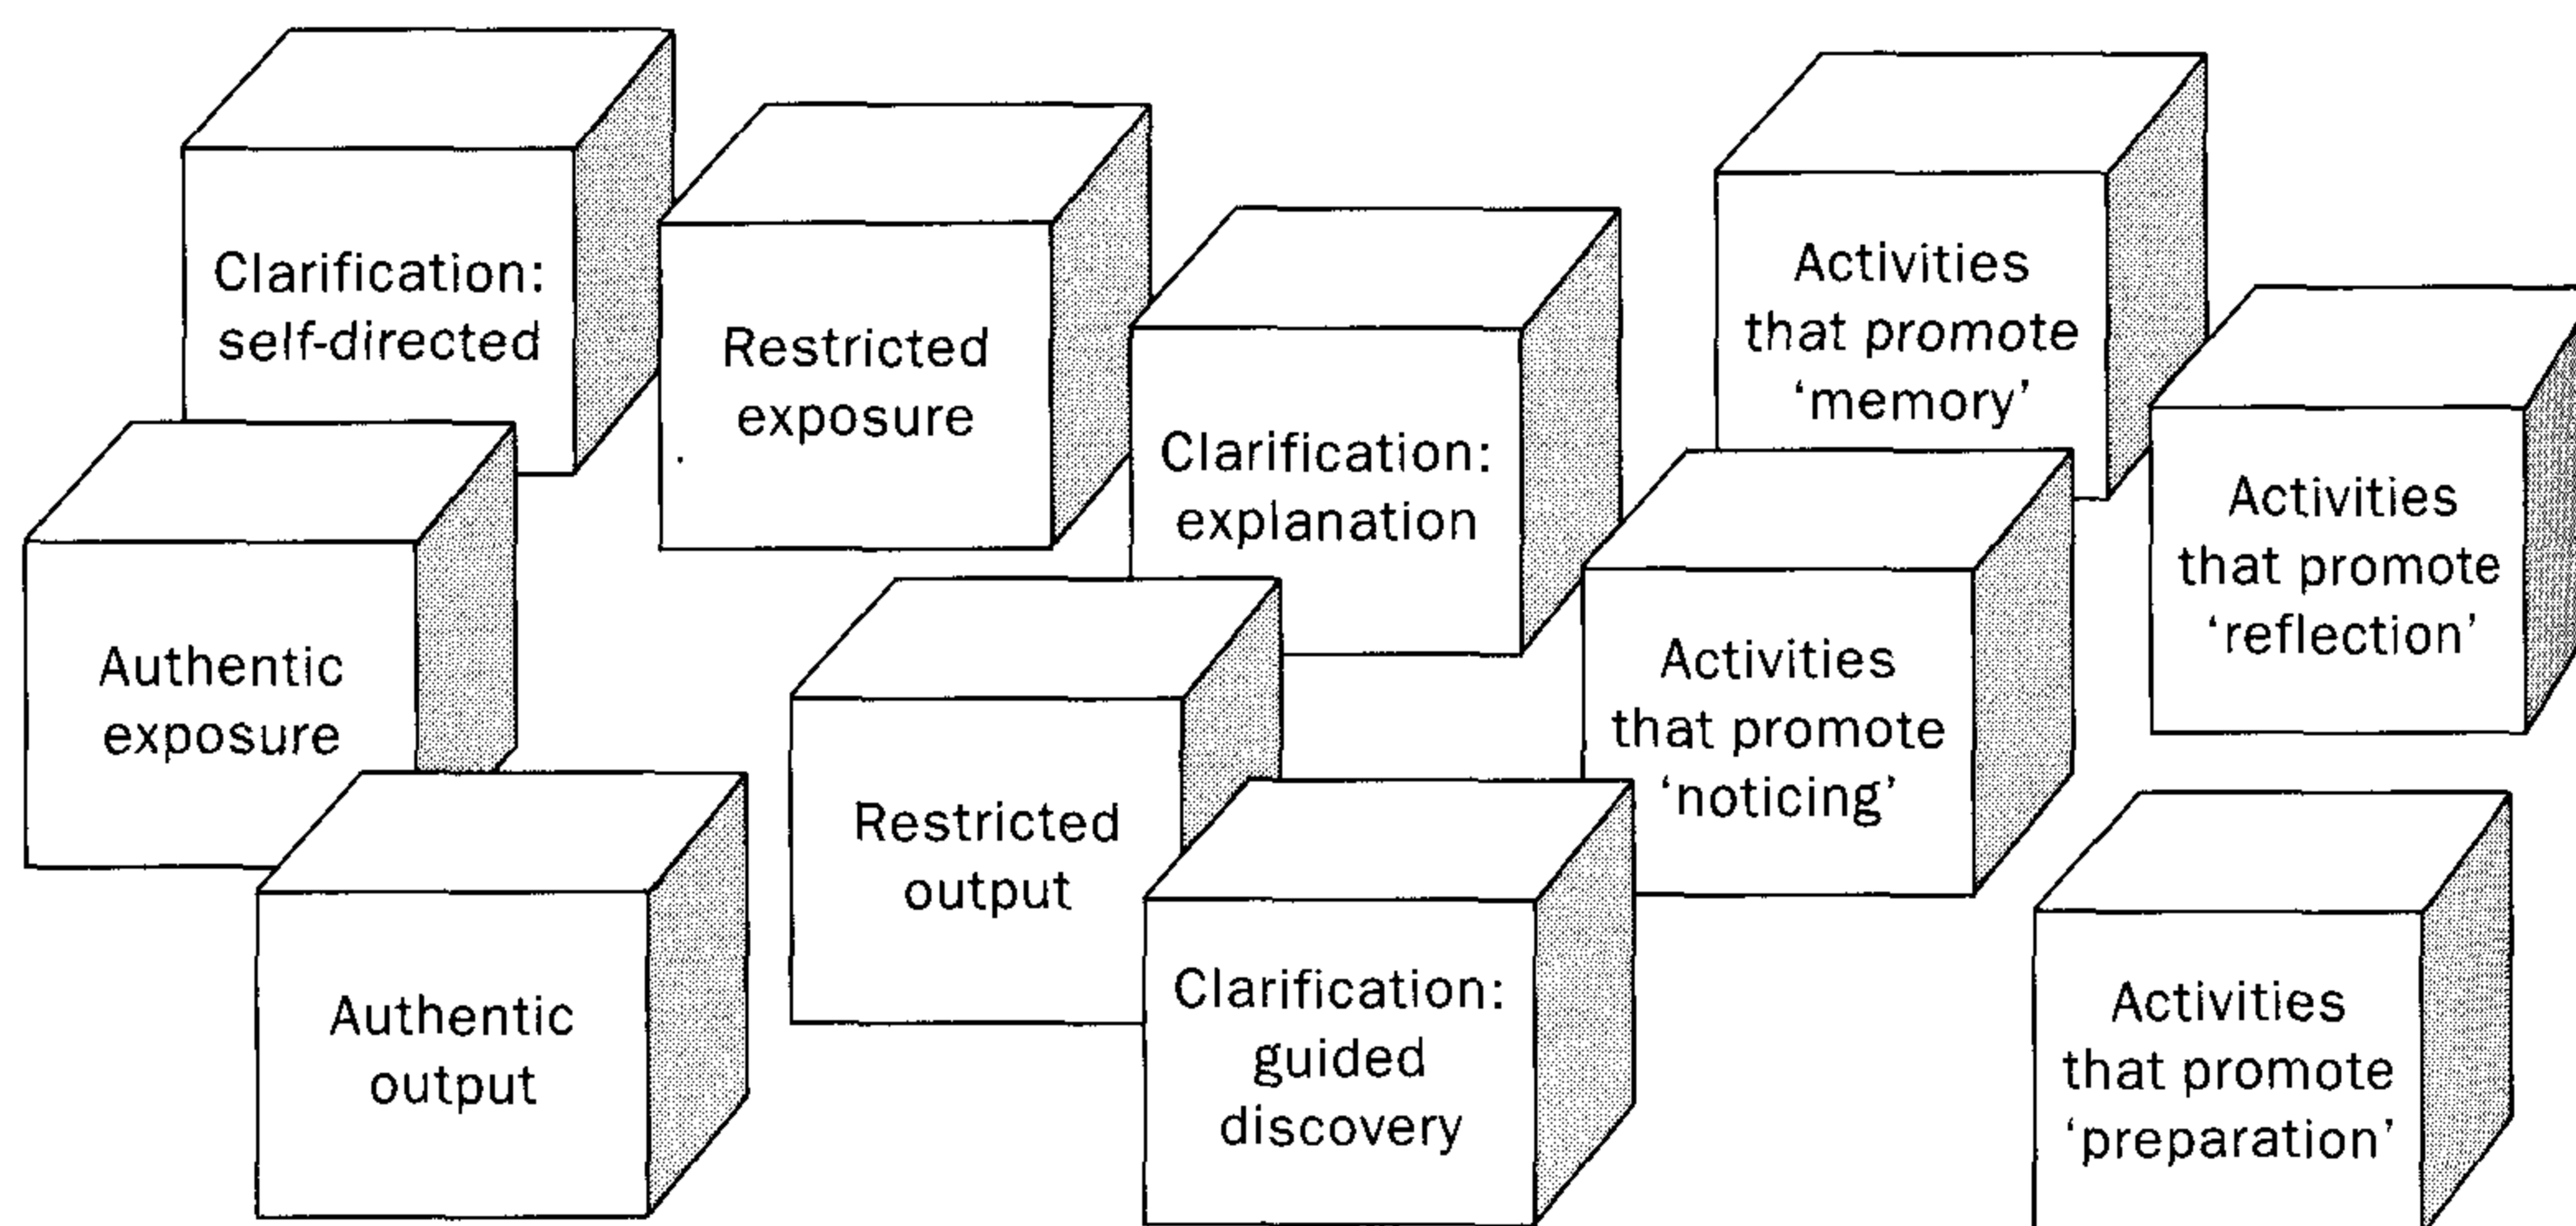 Clarification:
self-directed
Restricted
exposure
Clarification:
explanation
Activities
that promote
‘memory’
Activities
that promote
‘reflection’
Authentic
exposure
Restricted
output
Activities
that promote
‘noticing’
Authentic
output
Clarification:
guided
discovery
Activities
that promote
‘preparation’